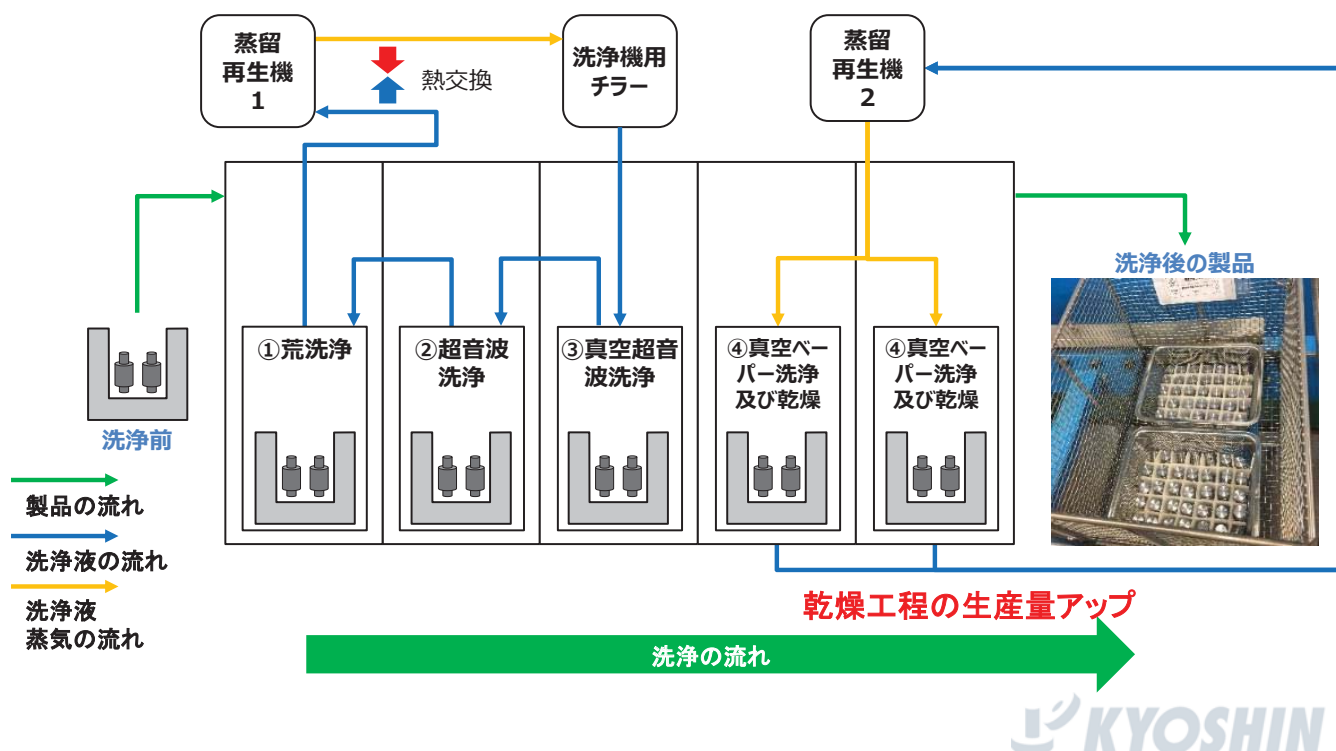 蒸留
再生機
1
熱交換
洗浄機用
チラー
蒸留
再生機
2
洗浄後の製品
①荒洗浄
②超音波
洗浄
③真空超音
波洗浄
④真空ベー
パー洗浄
及び乾燥
④真空ベー
パー洗浄
及び乾燥
洗浄前
製品の流れ
洗浄液の流れ
洗浄液
蒸気の流れ
乾燥工程の生産量アップ
洗浄の流れ
KYOSHIN